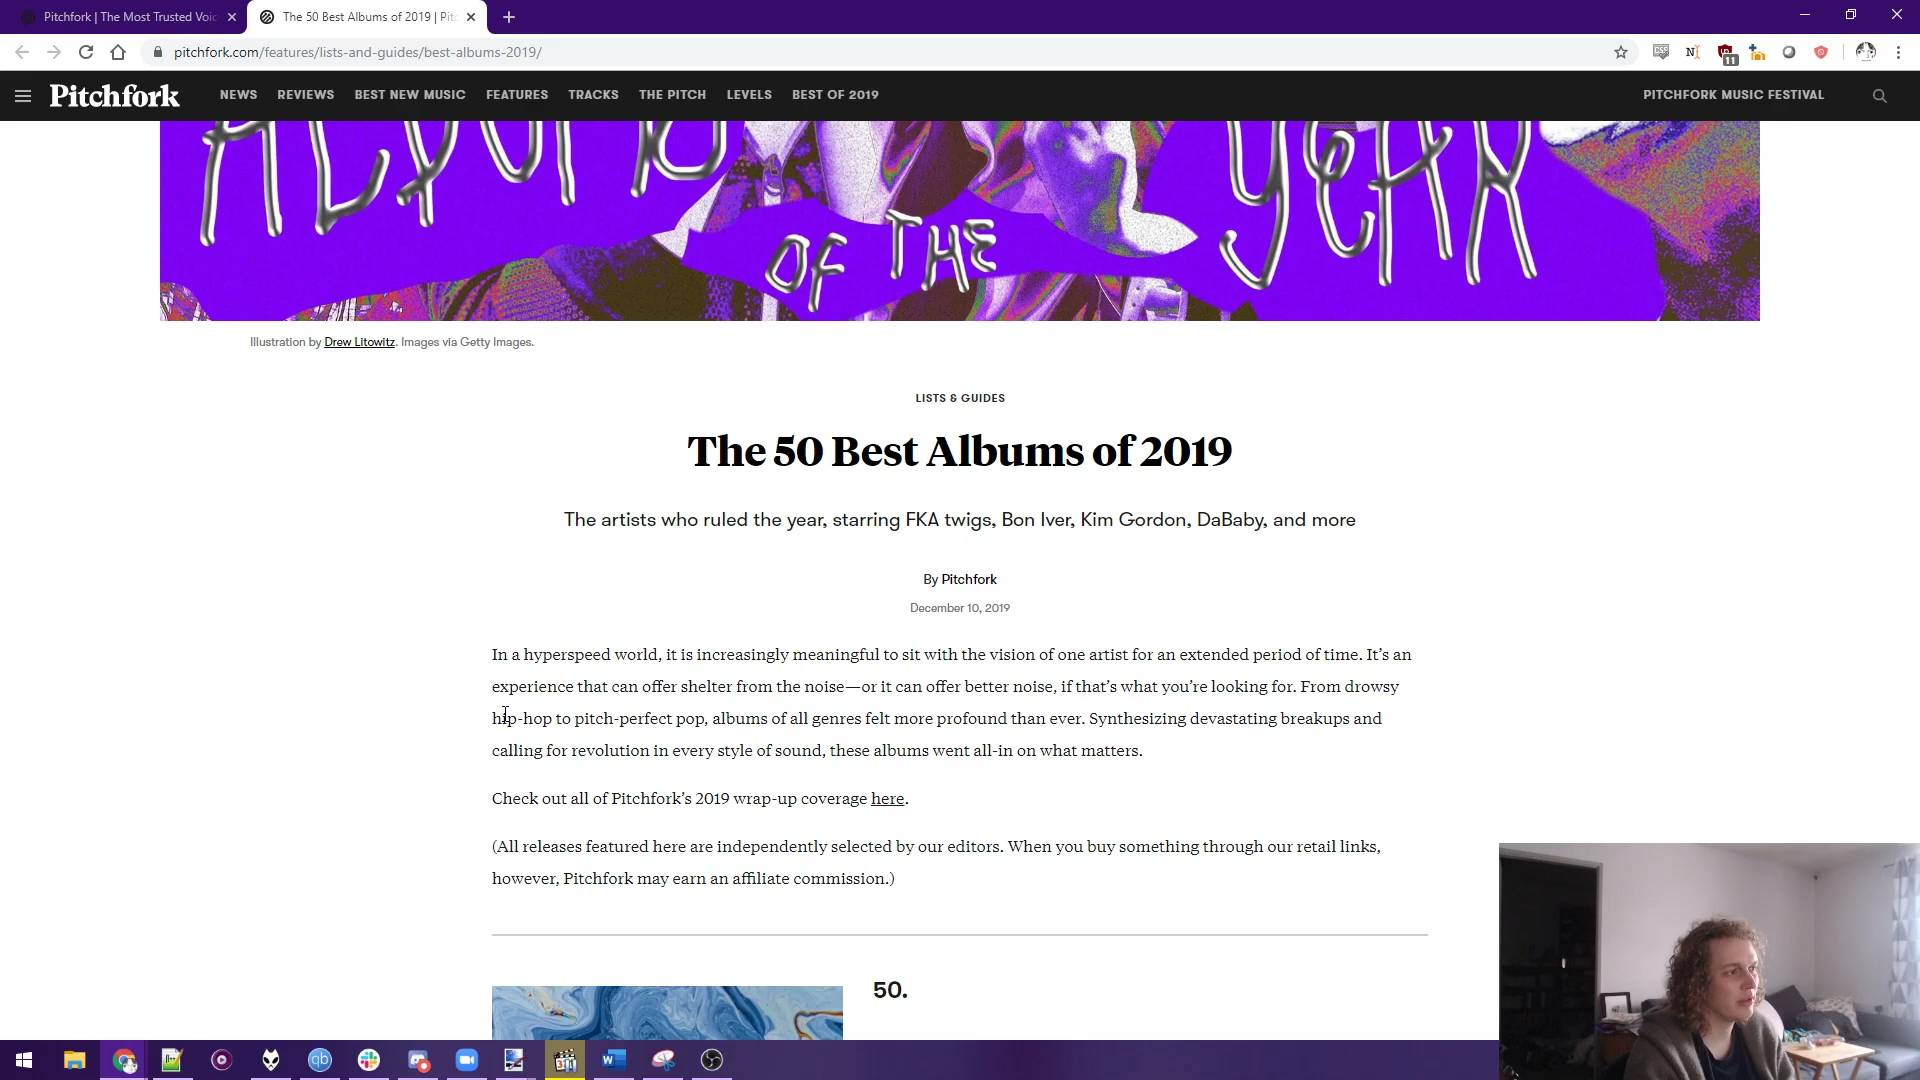 Pitchfork | The Most Trusted Voic
The 50 Best Albums of 2019 | Pitc
pitchfork.com/features/lists-and-guides/best-albums-2019/
11
Pitchfork
NEWS REVIEWS BEST NEW MUSIC FEATURES TRACKS THE PITCH LEVELS BEST OF 2019 PITCHFORK MUSIC FESTIVAL
ALBUMS
OF THE
YEAR
Illustration by Drew Litowitz. Images via Getty Images.
LISTS & GUIDES
The 50 Best Albums of 2019
The artists who ruled the year, starring FKA twigs, Bon Iver, Kim Gordon, DaBaby, and more
By Pitchfork
December 10, 2019
In a hyperspeed world, it is increasingly meaningful to sit with the vision of one artist for an extended period of time. It's an
experience that can offer shelter from the noise—or it can offer better noise, if that's what you're looking for. From drowsy
hip-hop to pitch-perfect pop, albums of all genres felt more profound than ever. Synthesizing devastating breakups and
calling for revolution in every style of sound, these albums went all-in on what matters.
Check out all of Pitchfork's 2019 wrap-up coverage here.
(All releases featured here are independently selected by our editors. When you buy something through our retail links,
however, Pitchfork may earn an affiliate commission.)
50.